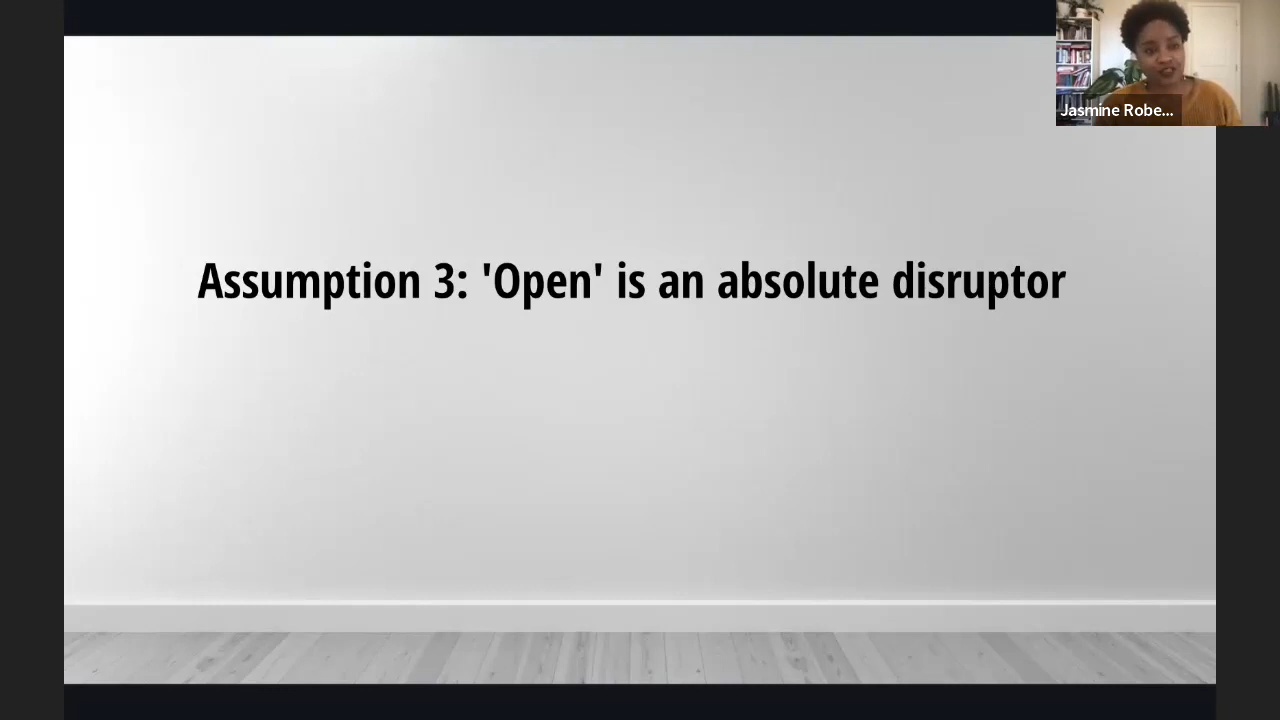 Jasmine Robe...
Assumption 3: 'Open' is an absolute disruptor